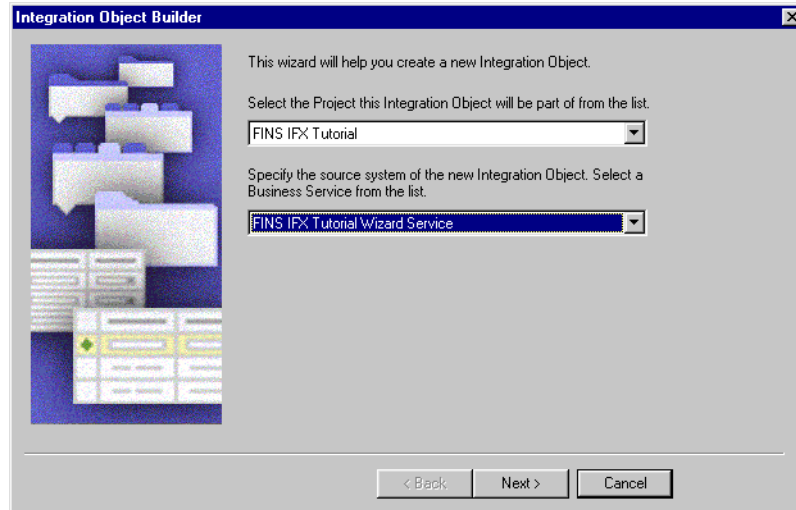 Integration Object Builder
This wizard will help you create a new Integration Object.
Select the Project this Integration Object will be part of from the list.
FINS IFX Tutorial
Specify the source system of the new Integration Object. Select a
Business Service from the list.
FINS IFX Tutorial Wizard Service
< Back
Next >
Cancel